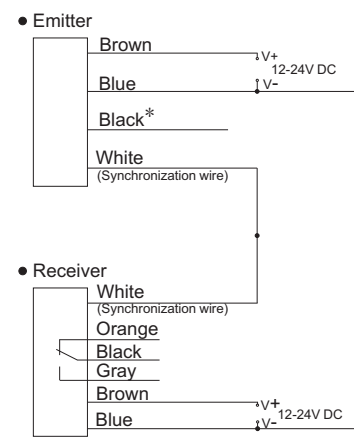 ● Emitter
Brown
V+
12-24V DC
Blue
V-
Black*
White
(Synchronization wire)
● Receiver
White
(Synchronization wire)
Orange
Black
Gray
Brown
V+
12-24V DC
Blue
V-